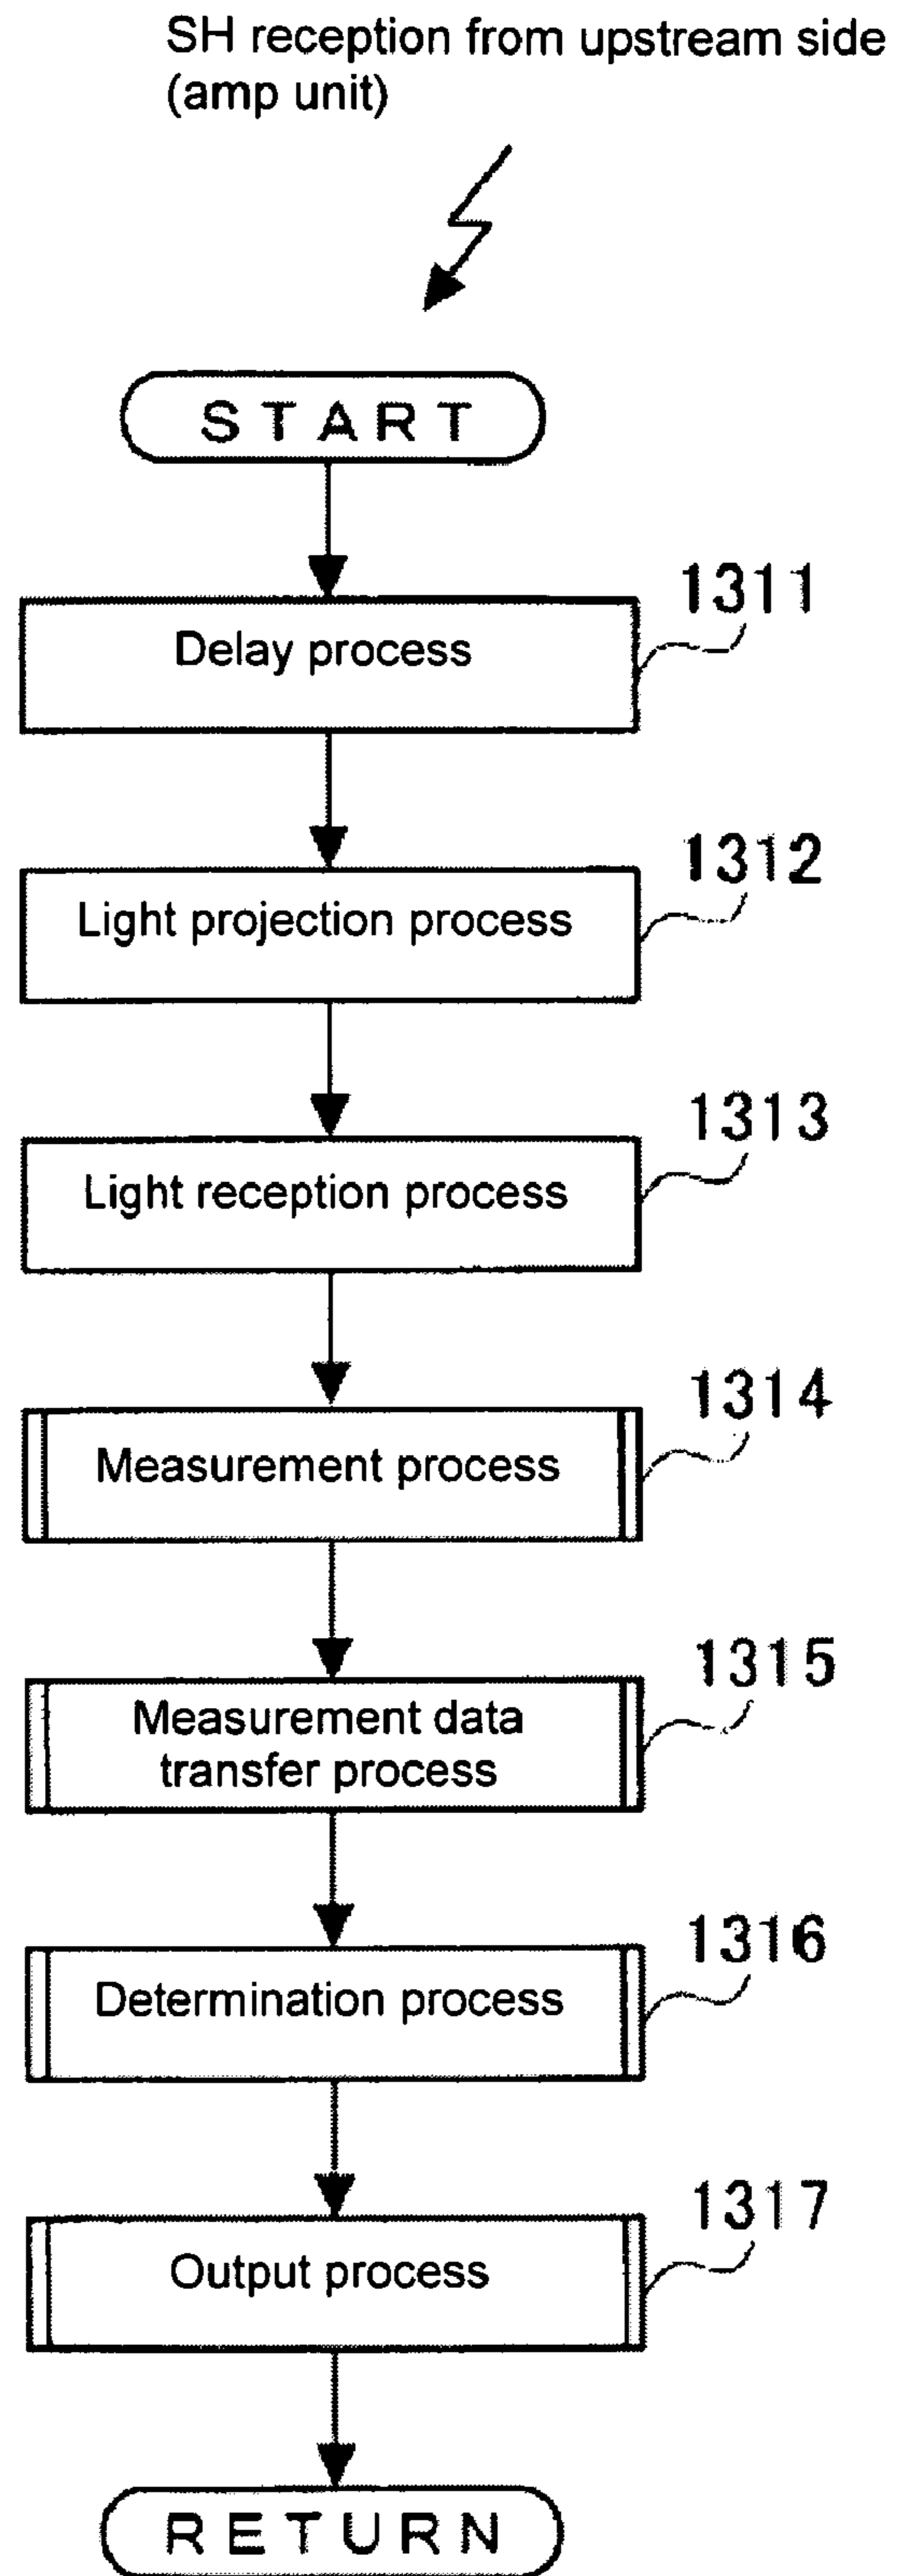 SH reception from upstream side
(amp unit)
START
1311
Delay process
1312
Light projection process
1313
Light reception process
1314
Measurement process
1315
Measurement data
transfer process
1316
Determination process
1317
Output process
RETURN